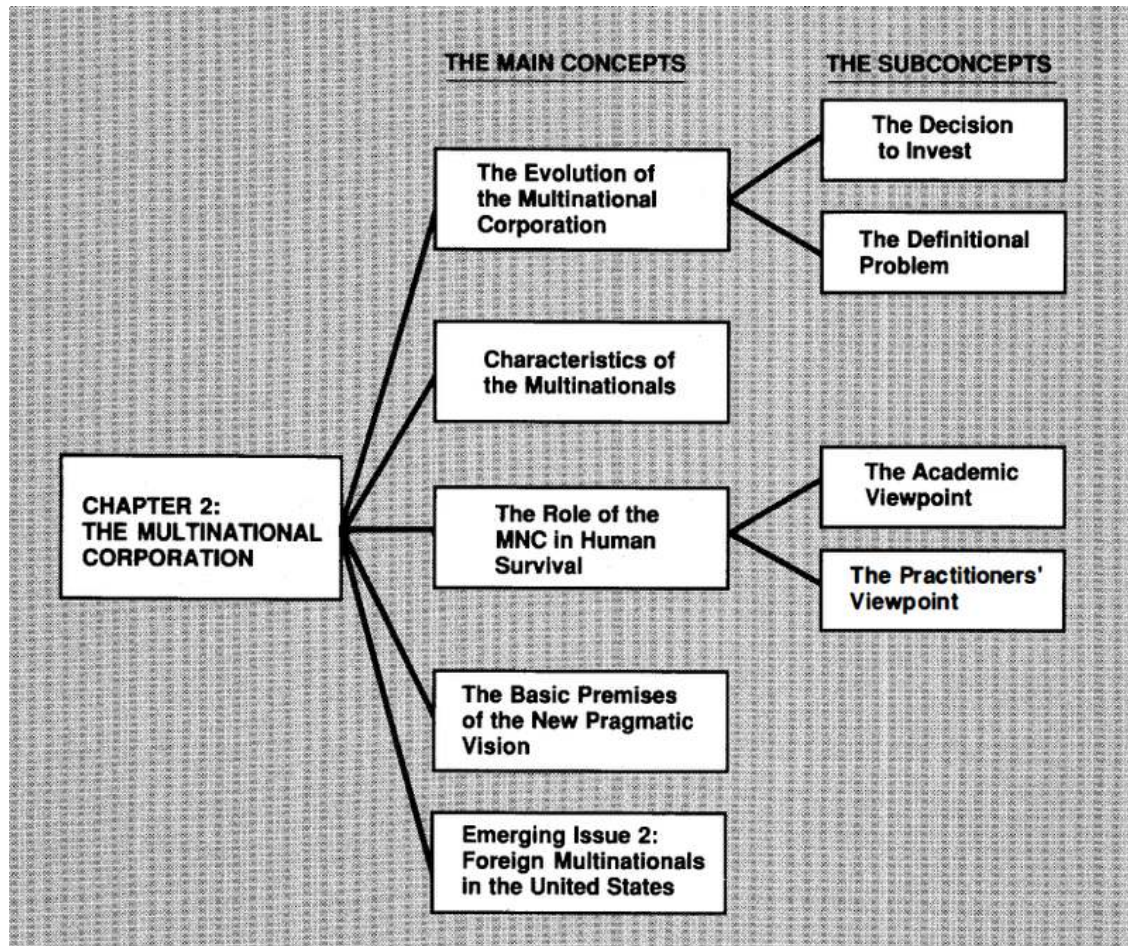 THE MAIN CONCEPTS
THE SUBCONCEPTS
CHAPTER 2:
THE MULTINATIONAL
CORPORATION
The Evolution of
the Multinational
Corporation
The Decision
to Invest
The Definitional
Problem
Characteristics of
the Multinationals
The Role of the
MNC in Human
Survival
The Academic
Viewpoint
The Practitioners'
Viewpoint
The Basic Premises
of the New Pragmatic
Vision
Emerging Issue 2:
Foreign Multinationals
in the United States